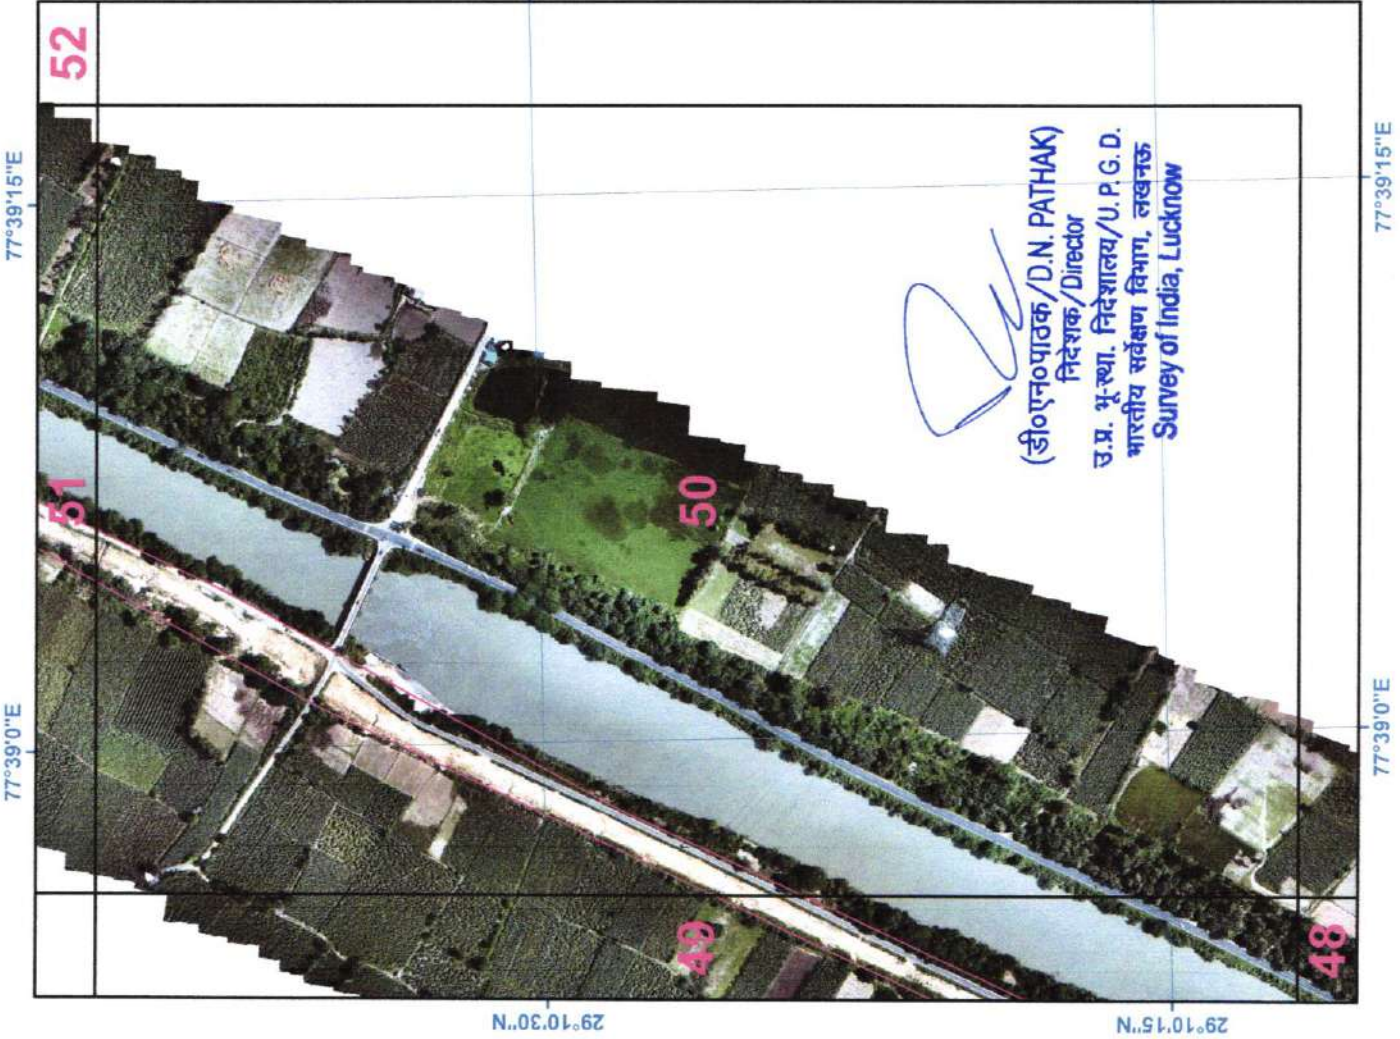 77°39'0"E
77°39'15"E
52
51
50
49
48
29°10'30"N
29°10'15"N
(डी०एन०पाठक/D.N. PATHAK)
निदेशक/Director
उ.प्र. भू-स्था. निदेशालय/U.P.G.D.
भारतीय सर्वेक्षण विभाग, लखनऊ
Survey of India, Lucknow
77°39'0"E
77°39'15"E